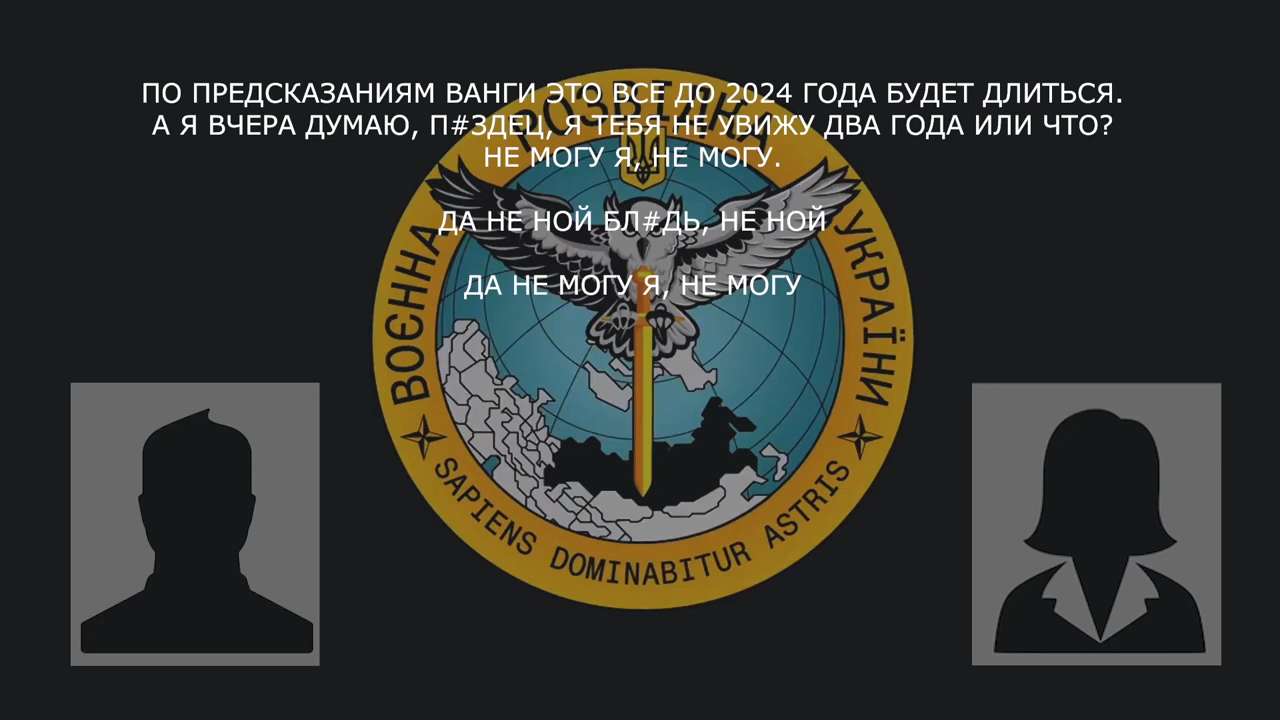 ПО ПРЕДСКАЗАНИЯМ ВАНГИ ЭТО ВСЕ ДО 2024 ГОДА БУДЕТ ДЛИТЬСЯ.
А Я ВЧЕРА ДУМАЮ, П#ЗДЕЦ, Я ТЕБЯ НЕ УВИЖУ ДВА ГОДА ИЛИ ЧТО?
НЕ МОГУ Я, НЕ МОГУ.
ДА НЕ НОЙ БЛ#ДЬ, НЕ НОЙ
ДА НЕ МОГУ Я, НЕ МОГУ
ВОЄННА РОЗВІДКА УКРАЇНИ
SAPIENS DOMINABITUR ASTRIS